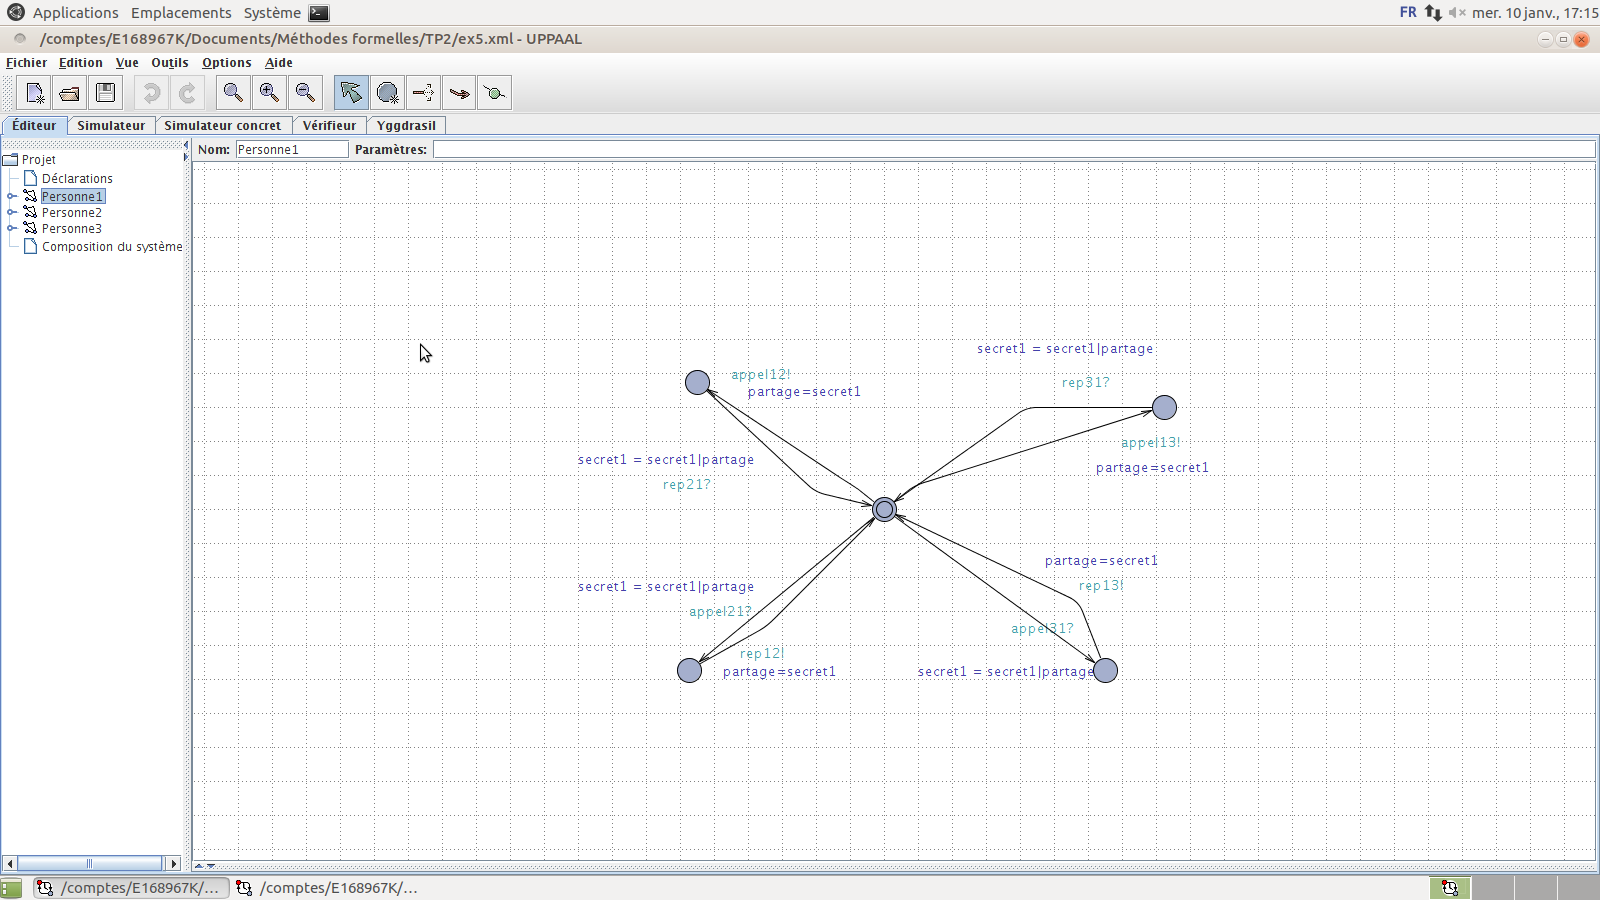 Applications Emplacements Système FR mer. 10 janv., 17:15
/comptes/E168967K/Documents/Méthodes formelles/TP2/ex5.xml - UPPAAL
Fichier Edition Vue Outils Options Aide
Éditeur Simulateur Simulateur concret Vérifieur Yggdrasil
Nom: Personne1 Paramètres:
Projet
Déclarations
Personne1
Personne2
Personne3
Composition du système
secret1 = secret1|partage
rep31?
appel12!
partage=secret1
appel13!
partage=secret1
secret1 = secret1|partage
rep21?
partage=secret1
rep13!
secret1 = secret1|partage
appel21?
appel31?
rep12!
partage=secret1
secret1 = secret1|partage
/comptes/E168967K/... /comptes/E168967K/...